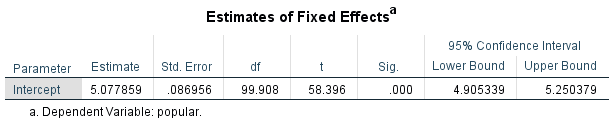 Estimates of Fixed Effectsa
95% Confidence Interval
Parameter Estimate Std. Error df t Sig. Lower Bound Upper Bound
Intercept 5.077859 .086956 99.908 58.396 .000 4.905339 5.250379
a. Dependent Variable: popular.